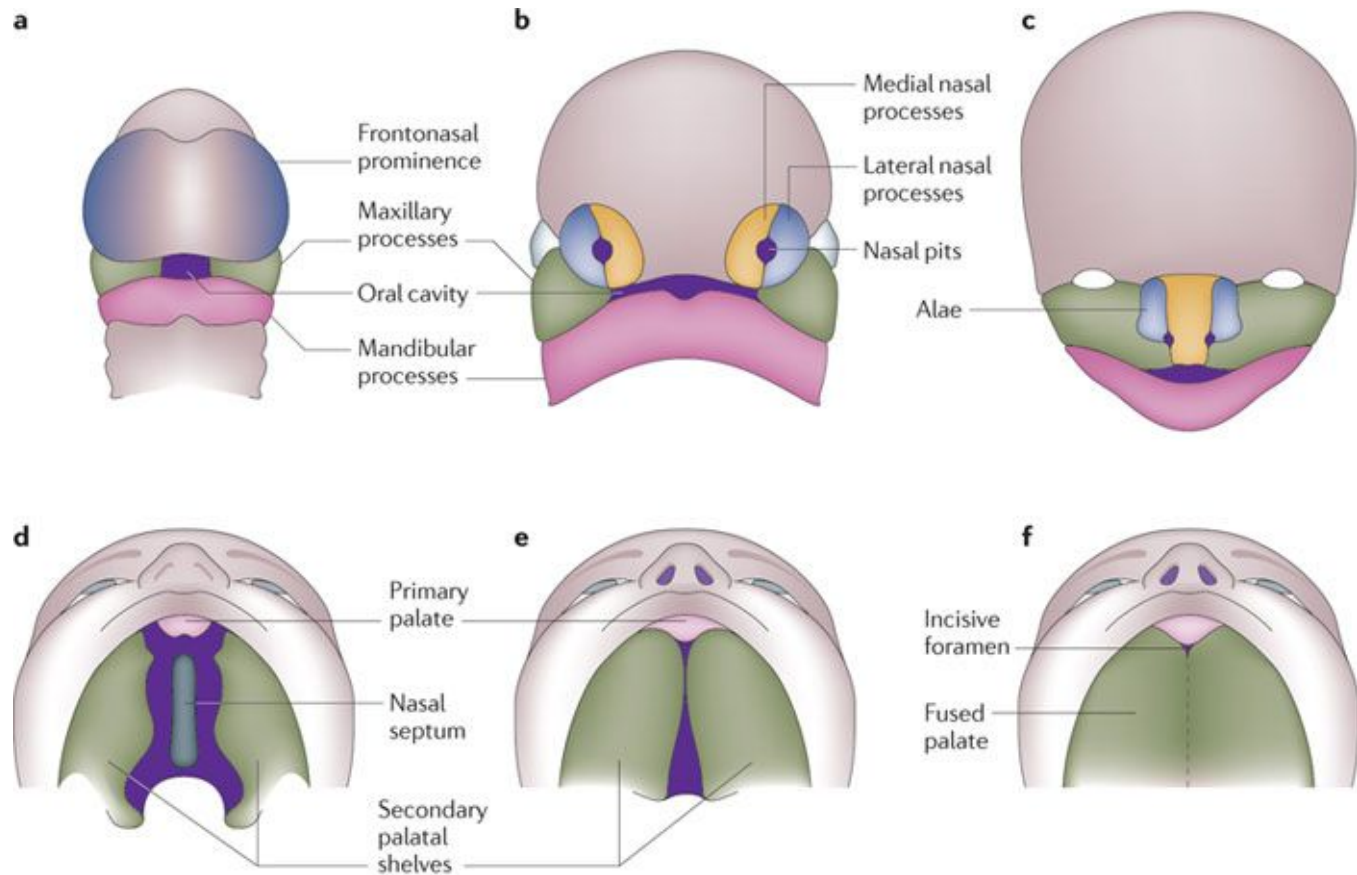 a
b
c
Frontonasal
prominence
Maxillary
processes
Oral cavity
Mandibular
processes
Medial nasal
processes
Lateral nasal
processes
Nasal pits
Alae
d
e
f
Primary
palate
Nasal
septum
Secondary
palatal
shelves
Incisive
foramen
Fused
palate